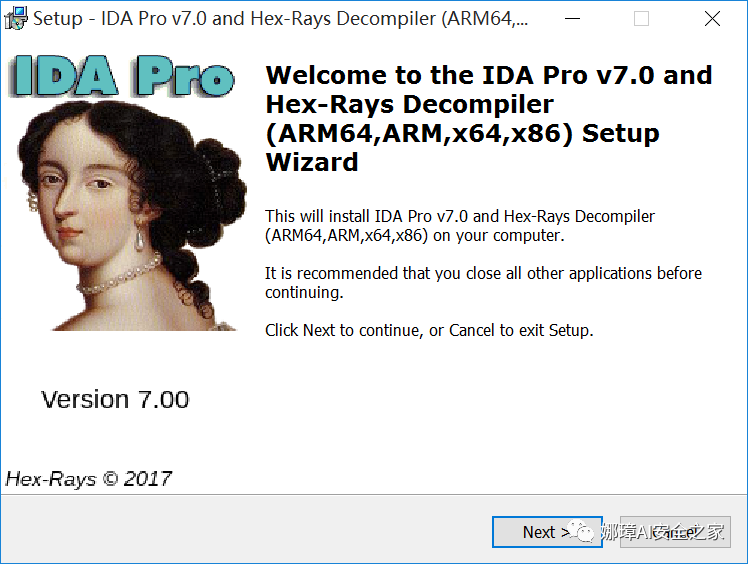 Setup - IDA Pro v7.0 and Hex-Rays Decompiler (ARM64,...
IDA Pro
Welcome to the IDA Pro v7.0 and
Hex-Rays Decompiler
(ARM64,ARM,x64,x86) Setup
Wizard
This will install IDA Pro v7.0 and Hex-Rays Decompiler
(ARM64,ARM,x64,x86) on your computer.
It is recommended that you close all other applications before
continuing.
Click Next to continue, or Cancel to exit Setup.
Version 7.00
Hex-Rays © 2017
Next >
Cancel
娜璋AI安全之家